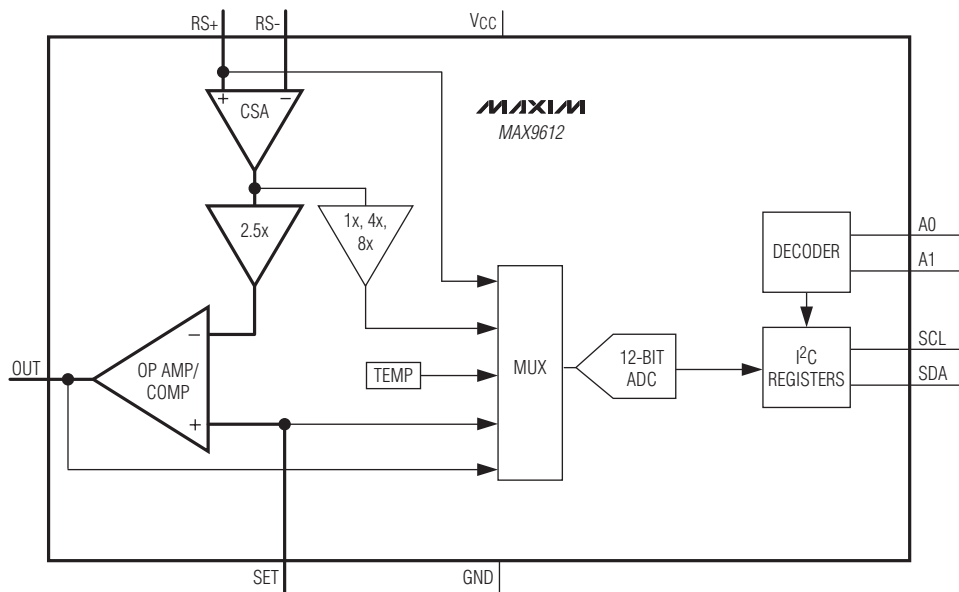 RS+
RS-
VCC
+
−
CSA
MAXIM
MAX9612
2.5x
1x, 4x,
8x
DECODER
A0
A1
−
OP AMP/
COMP
+
OUT
TEMP
MUX
12-BIT
ADC
I²C
REGISTERS
SCL
SDA
SET
GND